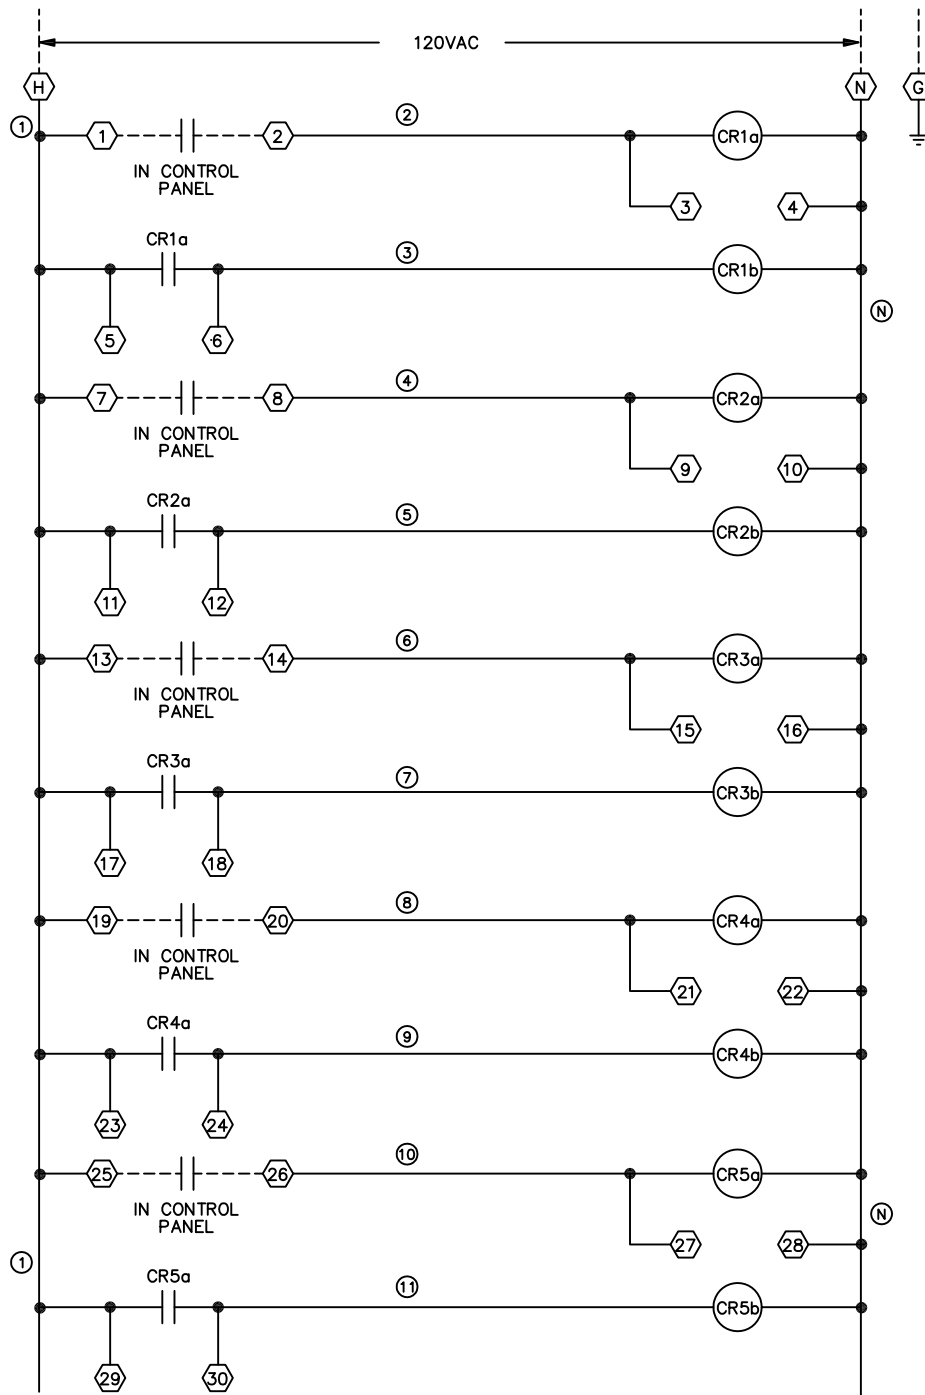 120VAC
H N G
1 1 2 2 CR1a
IN CONTROL
PANEL
3 4
CR1a 3 CR1b
N
5 6
7 8 4 CR2a
IN CONTROL
PANEL
9 10
CR2a 5 CR2b
11 12
13 14 6 CR3a
IN CONTROL
PANEL
15 16
CR3a 7 CR3b
17 18
19 20 8 CR4a
IN CONTROL
PANEL
21 22
CR4a 9 CR4b
23 24
25 26 10 CR5a
IN CONTROL
PANEL
N
27 28
1
CR5a 11 CR5b
29 30